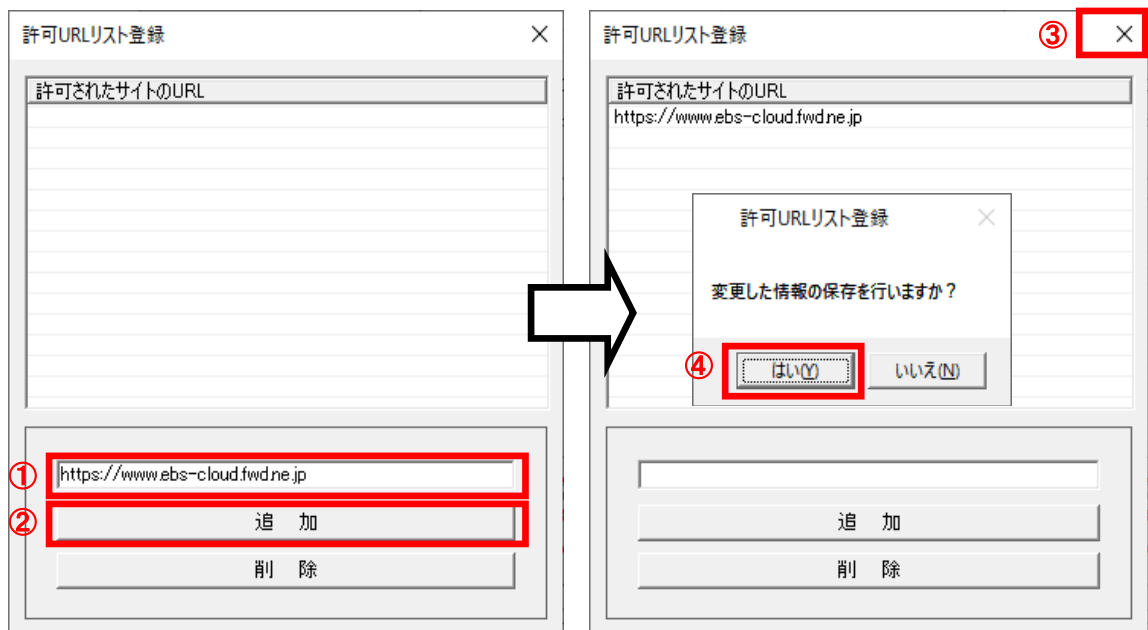 許可URLリスト登録
許可されたサイトのURL
① https://www.ebs-cloud.fwd.ne.jp
② 追 加
削 除
許可URLリスト登録 ③
許可されたサイトのURL
https://www.ebs-cloud.fwd.ne.jp
許可URLリスト登録
変更した情報の保存を行いますか?
④ はい(Y) いいえ(N)
追 加
削 除